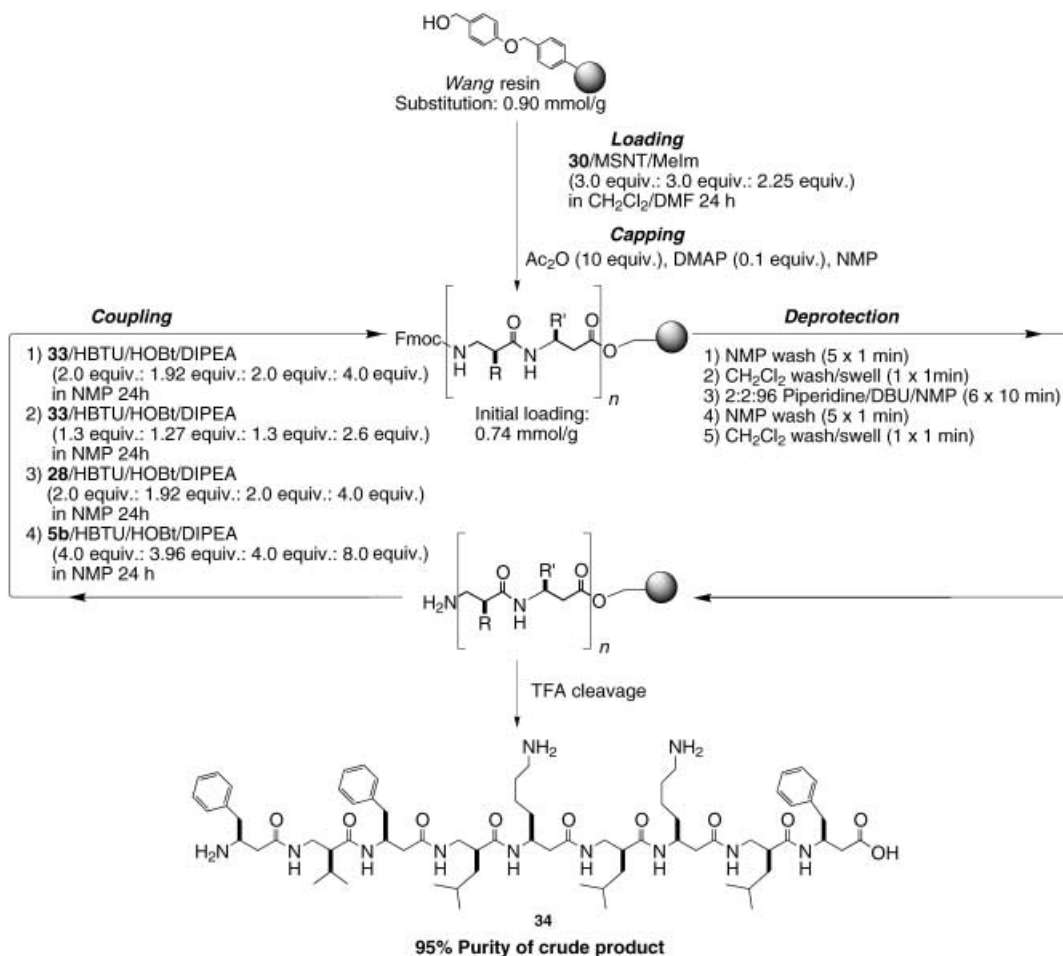 HO
O
Wang resin
Substitution: 0.90 mmol/g
Loading
30/MSNT/MeIm
(3.0 equiv.: 3.0 equiv.: 2.25 equiv.)
in CH2Cl2/DMF 24 h
Capping
Ac2O (10 equiv.), DMAP (0.1 equiv.), NMP
Coupling
1) 33/HBTU/HOBt/DIPEA
(2.0 equiv.: 1.92 equiv.: 2.0 equiv.: 4.0 equiv.)
in NMP 24h
2) 33/HBTU/HOBt/DIPEA
(1.3 equiv.: 1.27 equiv.: 1.3 equiv.: 2.6 equiv.)
in NMP 24h
3) 28/HBTU/HOBt/DIPEA
(2.0 equiv.: 1.92 equiv.: 2.0 equiv.: 4.0 equiv.)
in NMP 24h
4) 5b/HBTU/HOBt/DIPEA
(4.0 equiv.: 3.96 equiv.: 4.0 equiv.: 8.0 equiv.)
in NMP 24 h
O R' O
Fmoc N H R N H O n
Initial loading:
0.74 mmol/g
Deprotection
1) NMP wash (5 x 1 min)
2) CH2Cl2 wash/swell (1 x 1min)
3) 2:2:96 Piperidine/DBU/NMP (6 x 10 min)
4) NMP wash (5 x 1 min)
5) CH2Cl2 wash/swell (1 x 1 min)
O R' O
H2N R N H O n
TFA cleavage
NH2 NH2
O O O O O O O O O
H2N N H N H N H N H N H N H N H N H OH
34
95% Purity of crude product